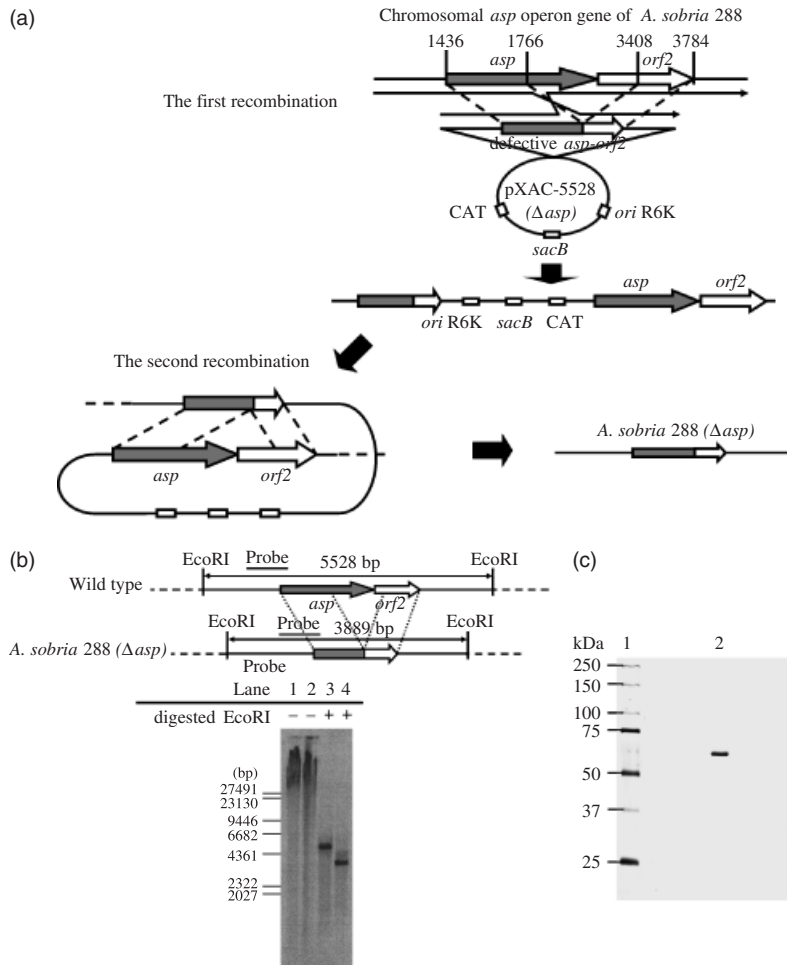 (a)
Chromosomal asp operon gene of A. sobria 288
1436 1766 3408 3784
asp orf2
The first recombination
defective asp-orf2
pXAC-5528
(Δasp)
CAT
ori R6K
sacB
asp orf2
ori R6K sacB CAT
The second recombination
asp orf2
A. sobria 288 (Δasp)
(b)
EcoRI Probe 5528 bp EcoRI
Wild type
asp orf2
EcoRI Probe 3889 bp EcoRI
A. sobria 288 (Δasp)
Probe
Lane 1 2 3 4
digested EcoRI – – + +
(bp)
27491
23130
9446
6682
4361
2322
2027
(c)
kDa 1 2
250
150
100
75
50
37
25